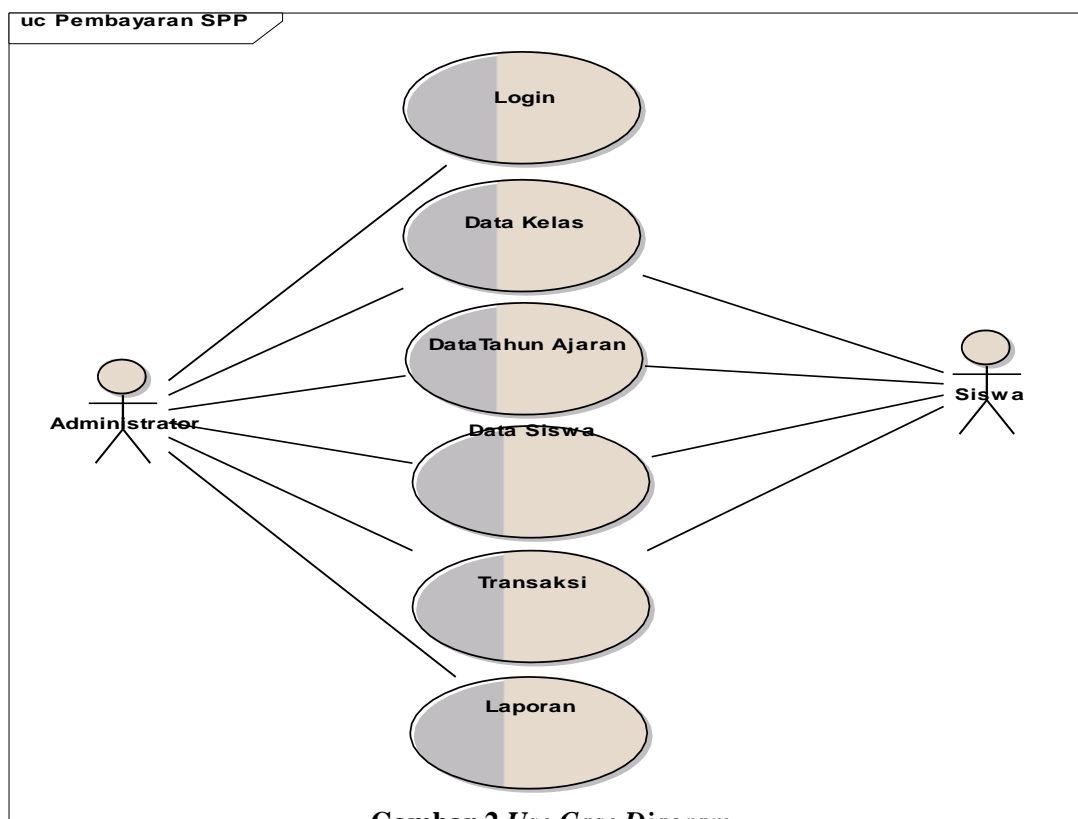 uc Pembayaran SPP
Login
Data Kelas
DataTahun Ajaran
Administrator
Siswa
Data Siswa
Transaksi
Laporan
Gambar 2 Use Case Diagram